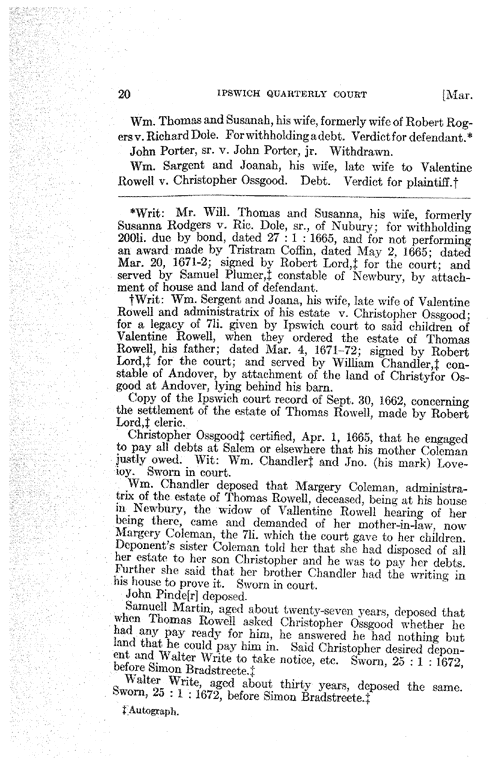 20 IPSWICH QUARTERLY COURT [Mar.
Wm. Thomas and Susanah, his wife, formerly wife of Robert Rog-
ers v. Richard Dole. For withholding a debt. Verdict for defendant.*
John Porter, sr. v. John Porter, jr. Withdrawn.
Wm. Sargent and Joanah, his wife, late wife to Valentine
Rowell v. Christopher Ossgood. Debt. Verdict for plaintiff.†
*Writ: Mr. Will. Thomas and Susanna, his wife, formerly
Susanna Rodgers v. Ric. Dole, sr., of Nubury; for withholding
200li. due by bond, dated 27 : 1 : 1665, and for not performing
an award made by Tristram Coffin, dated May 2, 1665; dated
Mar. 20, 1671-2; signed by Robert Lord,‡ for the court; and
served by Samuel Plumer,‡ constable of Newbury, by attach-
ment of house and land of defendant.
†Writ: Wm. Sergent and Joana, his wife, late wife of Valentine
Rowell and administratrix of his estate v. Christopher Ossgood;
for a legacy of 7li. given by Ipswich court to said children of
Valentine Rowell, when they ordered the estate of Thomas
Rowell, his father; dated Mar. 4, 1671-72; signed by Robert
Lord,‡ for the court; and served by William Chandler,‡ con-
stable of Andover, by attachment of the land of Christyfor Os-
good at Andover, lying behind his barn.
Copy of the Ipswich court record of Sept. 30, 1662, concerning
the settlement of the estate of Thomas Rowell, made by Robert
Lord,‡ cleric.
Christopher Ossgood‡ certified, Apr. 1, 1665, that he engaged
to pay all debts at Salem or elsewhere that his mother Coleman
justly owed. Wit: Wm. Chandler‡ and Jno. (his mark) Love-
ioy. Sworn in court.
Wm. Chandler deposed that Margery Coleman, administra-
trix of the estate of Thomas Rowell, deceased, being at his house
in Newbury, the widow of Vallentine Rowell hearing of her
being there, came and demanded of her mother-in-law, now
Margery Coleman, the 7li. which the court gave to her children.
Deponent's sister Coleman told her that she had disposed of all
her estate to her son Christopher and he was to pay her debts.
Further she said that her brother Chandler had the writing in
his house to prove it. Sworn in court.
John Pinde[r] deposed.
Samuell Martin, aged about twenty-seven years, deposed that
when Thomas Rowell asked Christopher Ossgood whether he
had any pay ready for him, he answered he had nothing but
land that he could pay him in. Said Christopher desired depon-
ent and Walter Write to take notice, etc. Sworn, 25 : 1 : 1672,
before Simon Bradstreete.‡
Walter Write, aged about thirty years, deposed the same.
Sworn, 25 : 1 : 1672, before Simon Bradstreete.‡
‡Autograph.